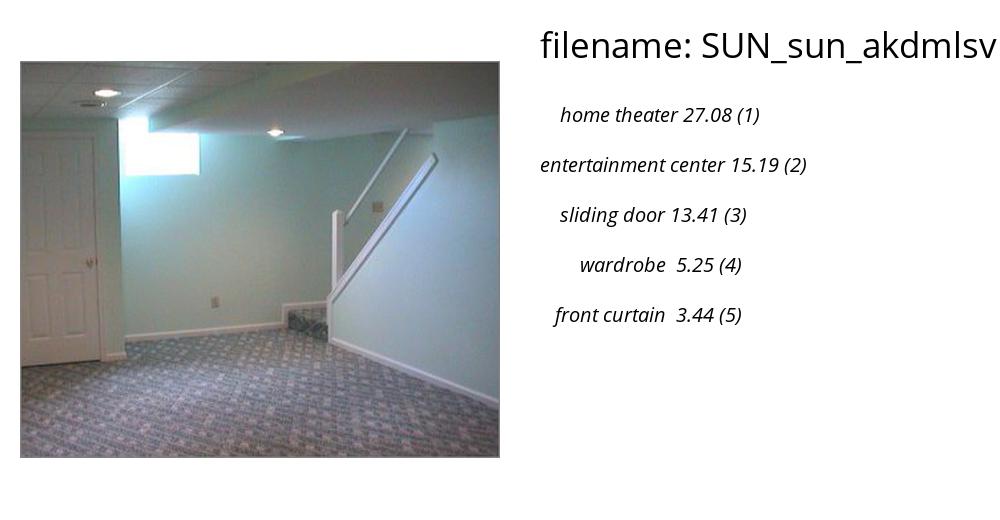 filename: SUN_sun_akdmlsv
home theater 27.08 (1)
entertainment center 15.19 (2)
sliding door 13.41 (3)
wardrobe 5.25 (4)
front curtain 3.44 (5)